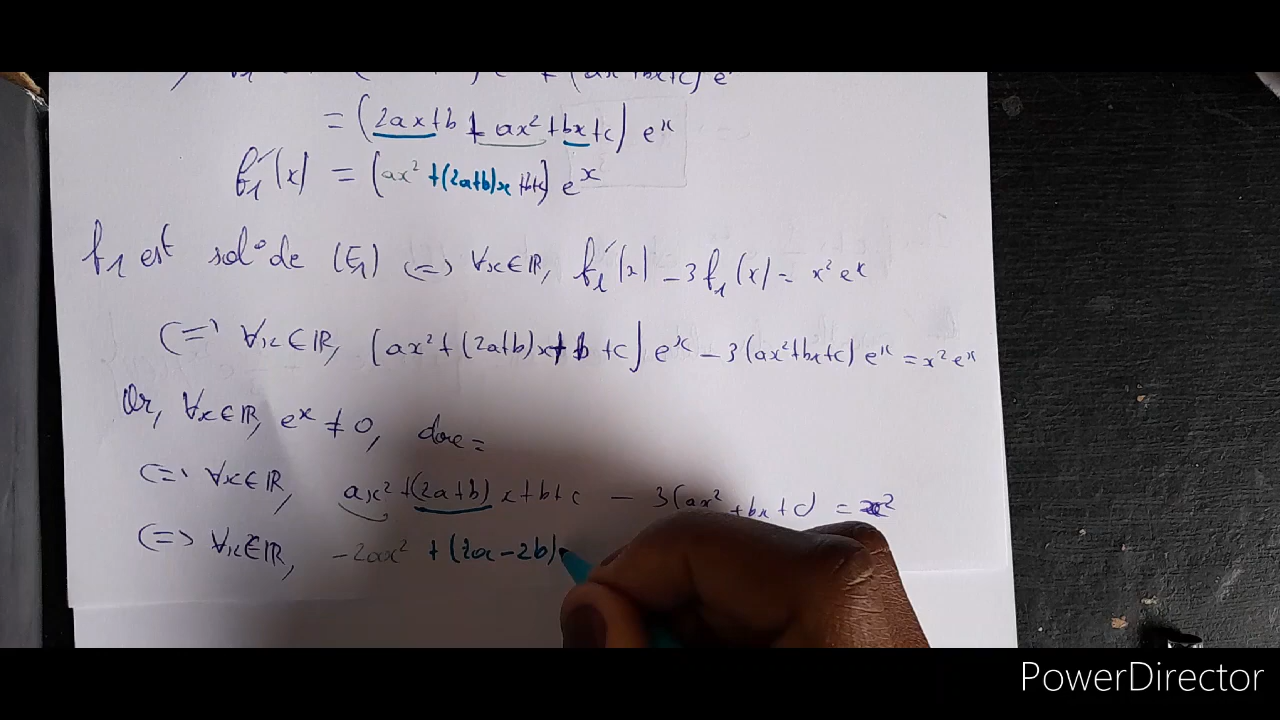 (ax²+bx+c) e
= (2ax+b + ax²+bx+c) eˣ
f₁'(x) = (ax² +(2a+b)x +b+c) eˣ
f₁ est sol° de (E₁) <=> ∀x∈ℝ, f₁'(x) - 3f₁(x) = x² eˣ
<=> ∀x∈ℝ, (ax²+(2a+b)x+b+c) eˣ - 3(ax²+bx+c) eˣ = x² eˣ
Or, ∀x∈ℝ, eˣ ≠ 0, donc =
<=> ∀x∈ℝ, ax² +(2a+b) x+b+c - 3(ax² +bx+c) = x²
<=> ∀x∈ℝ, -2ax² +(2a-2b)
PowerDirector